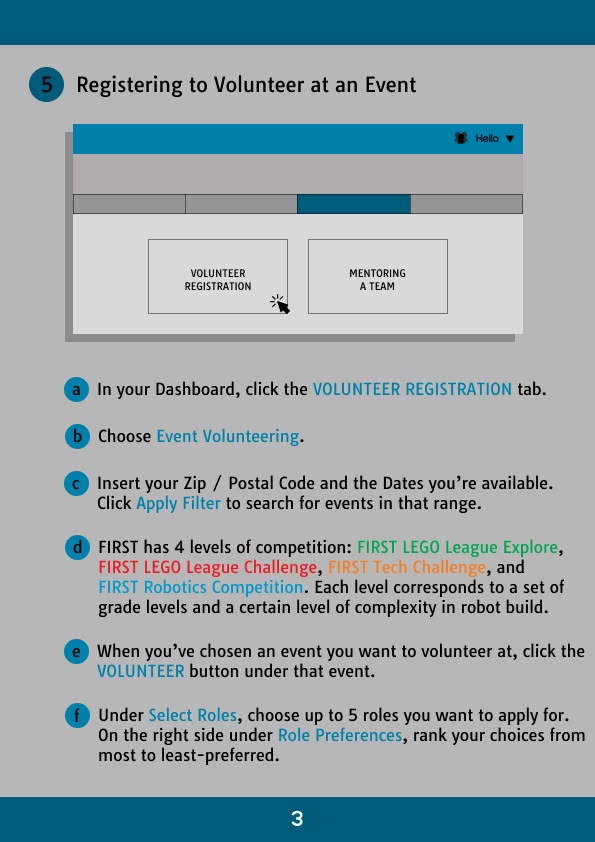 5 Registering to Volunteer at an Event
Hello
VOLUNTEER
REGISTRATION
MENTORING
A TEAM
a In your Dashboard, click the VOLUNTEER REGISTRATION tab.
b Choose Event Volunteering.
c Insert your Zip / Postal Code and the Dates you're available.
Click Apply Filter to search for events in that range.
d FIRST has 4 levels of competition: FIRST LEGO League Explore,
FIRST LEGO League Challenge, FIRST Tech Challenge, and
FIRST Robotics Competition. Each level corresponds to a set of
grade levels and a certain level of complexity in robot build.
e When you've chosen an event you want to volunteer at, click the
VOLUNTEER button under that event.
f Under Select Roles, choose up to 5 roles you want to apply for.
On the right side under Role Preferences, rank your choices from
most to least-preferred.
3